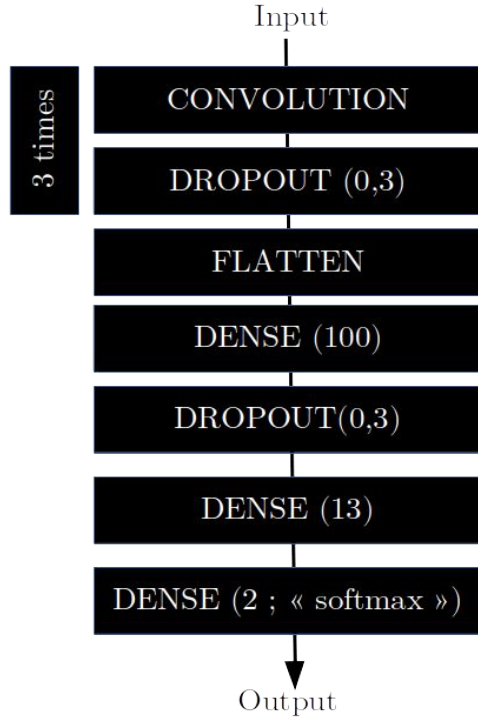 Input
3 times
CONVOLUTION
DROPOUT (0,3)
FLATTEN
DENSE (100)
DROPOUT(0,3)
DENSE (13)
DENSE (2 ; « softmax »)
Output